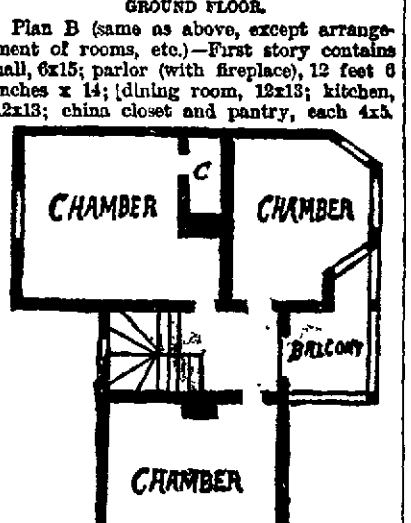 GROUND FLOOR.
Plan B (same as above, except arrange-
ment of rooms, etc.)—First story contains
hall, 6x15; parlor (with fireplace), 12 feet 6
inches x 14; [dining room, 12x13; kitchen,
12x13; china closet and pantry, each 4x5.
C
CHAMBER
CHAMBER
BALCONY
CHAMBER